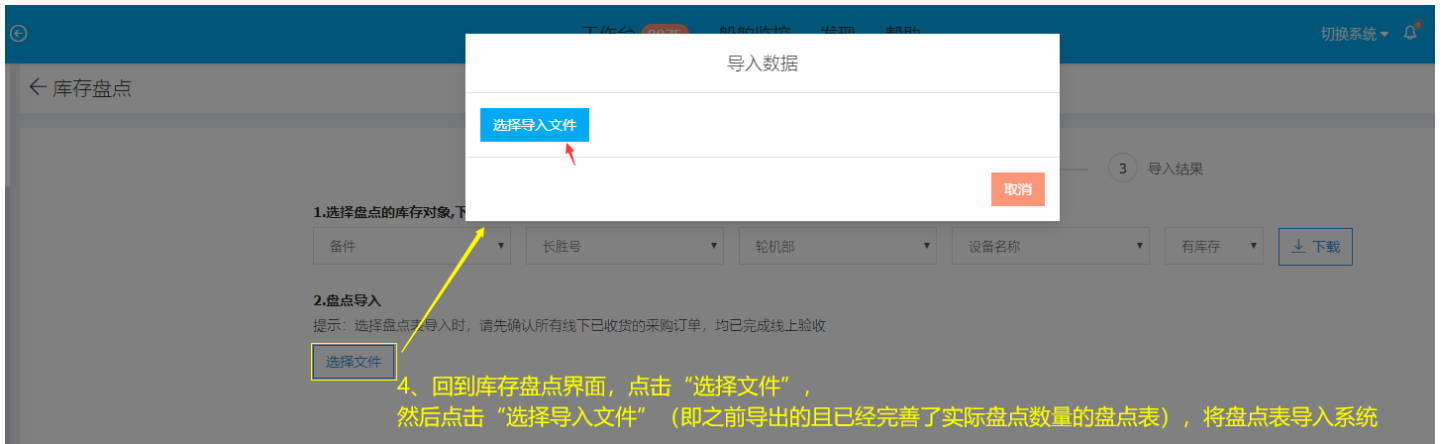 工作台 9975 船舶监控 发现 帮助
切换系统
导入数据
库存盘点
选择导入文件
3 导入结果
取消
1.选择盘点的库存对象,下
备件 长胜号 轮机部 设备名称 有库存 下载
2.盘点导入
提示：选择盘点表导入时，请先确认所有线下已收货的采购订单，均已完成线上验收
选择文件
4、回到库存盘点界面，点击“选择文件”，
然后点击“选择导入文件”（即之前导出的且已经完善了实际盘点数量的盘点表），将盘点表导入系统